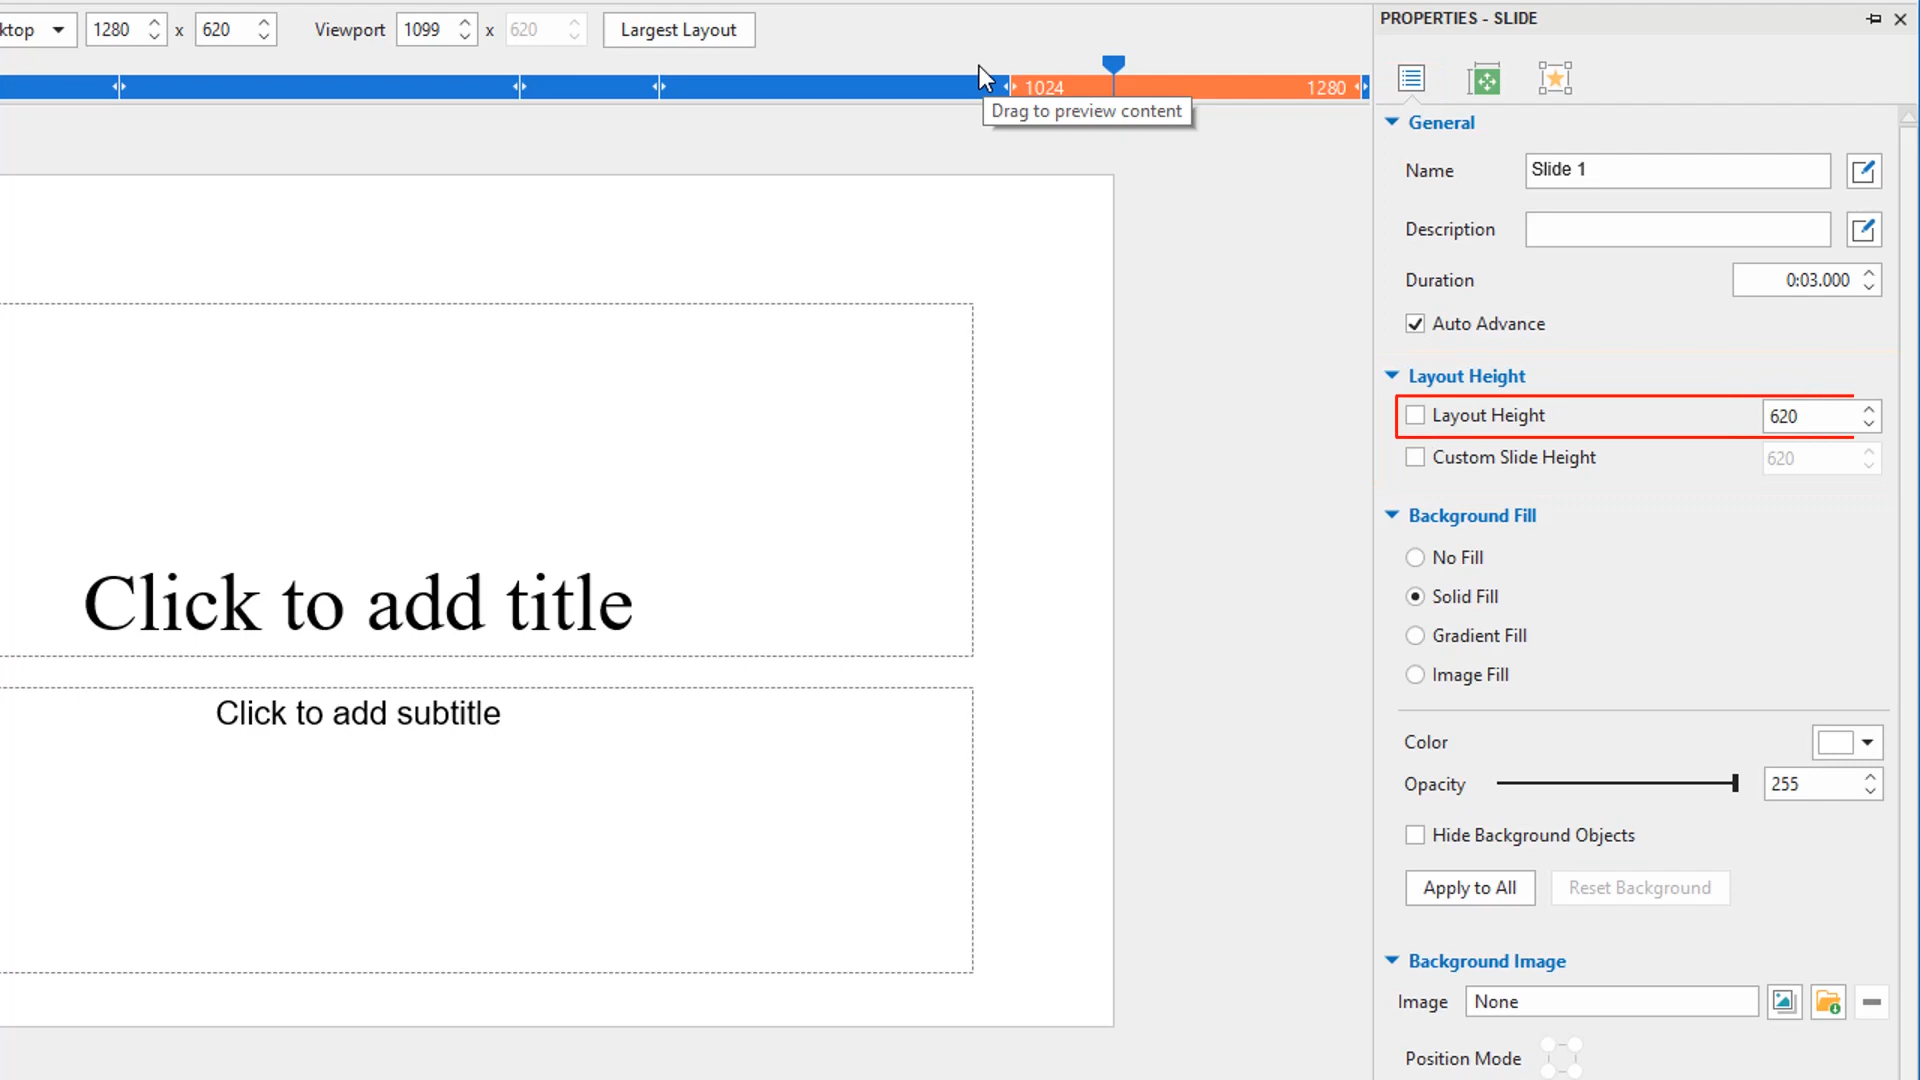 ktop 1280 x 620 Viewport 1099 x 620 Largest Layout
1024 1280
Drag to preview content
Click to add title
Click to add subtitle
PROPERTIES - SLIDE
General
Name Slide 1
Description
Duration 0:03.000
Auto Advance
Layout Height
Layout Height 620
Custom Slide Height 620
Background Fill
No Fill
Solid Fill
Gradient Fill
Image Fill
Color
Opacity 255
Hide Background Objects
Apply to All Reset Background
Background Image
Image None
Position Mode